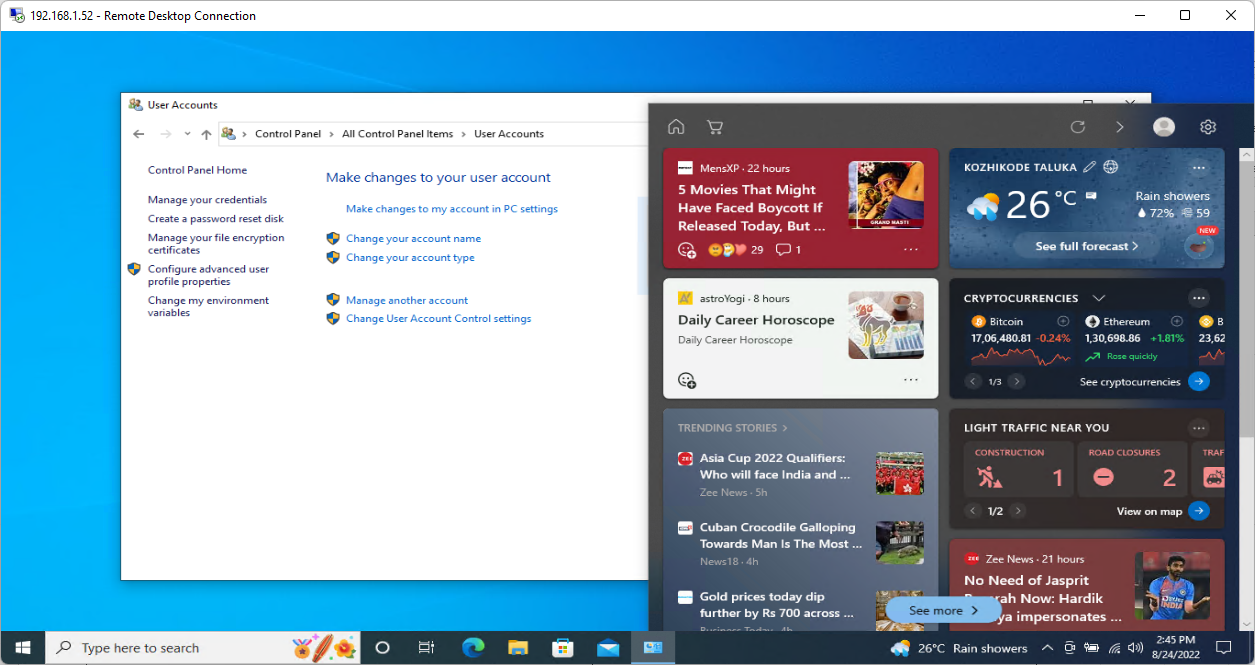 192.168.1.52 - Remote Desktop Connection
User Accounts
Control Panel > All Control Panel Items > User Accounts
Control Panel Home
Manage your credentials
Create a password reset disk
Manage your file encryption
certificates
Configure advanced user
profile properties
Change my environment
variables
Make changes to your user account
Make changes to my account in PC settings
Change your account name
Change your account type
Manage another account
Change User Account Control settings
MensXP · 22 hours
5 Movies That Might
Have Faced Boycott If
Released Today, But ...
29
1
GRAND MASTI
KOZHIKODE TALUKA
26 °C
Rain showers
72% 59
NEW
See full forecast >
astroYogi · 8 hours
Daily Career Horoscope
Daily Career Horoscope
CRYPTOCURRENCIES
Bitcoin
17,06,480.81 -0.24%
Ethereum
1,30,698.86 +1.81%
Rose quickly
B
23,62
1/3
See cryptocurrencies
TRENDING STORIES >
ZEE
Asia Cup 2022 Qualifiers:
Who will face India and ...
Zee News · 5h
Cuban Crocodile Galloping
Towards Man Is The Most ...
News18 · 4h
Gold prices today dip
further by Rs 700 across ...
Business Today · 4h
LIGHT TRAFFIC NEAR YOU
CONSTRUCTION
1
ROAD CLOSURES
2
TRAF
1/2
View on map
ZEE
Zee News · 21 hours
No Need of Jasprit
rah Now: Hardik
ya impersonates ...
INDIA
See more >
Type here to search
26°C Rain showers
2:45 PM
8/24/2022